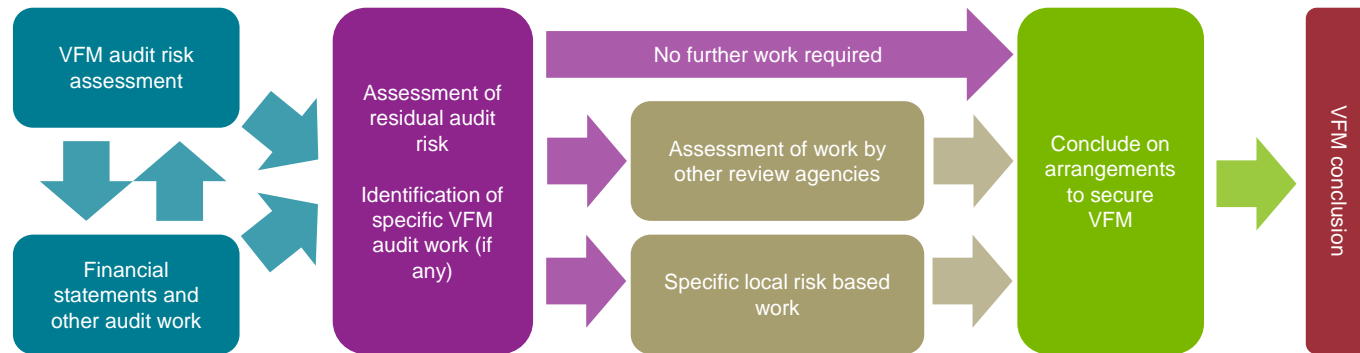 VFM audit risk
assessment
Financial
statements and
other audit work
Assessment of
residual audit
risk
Identification of
specific VFM
audit work (if
any)
No further work required
Assessment of work by
other review agencies
Specific local risk based
work
Conclude on
arrangements
to secure
VFM
VFM conclusion